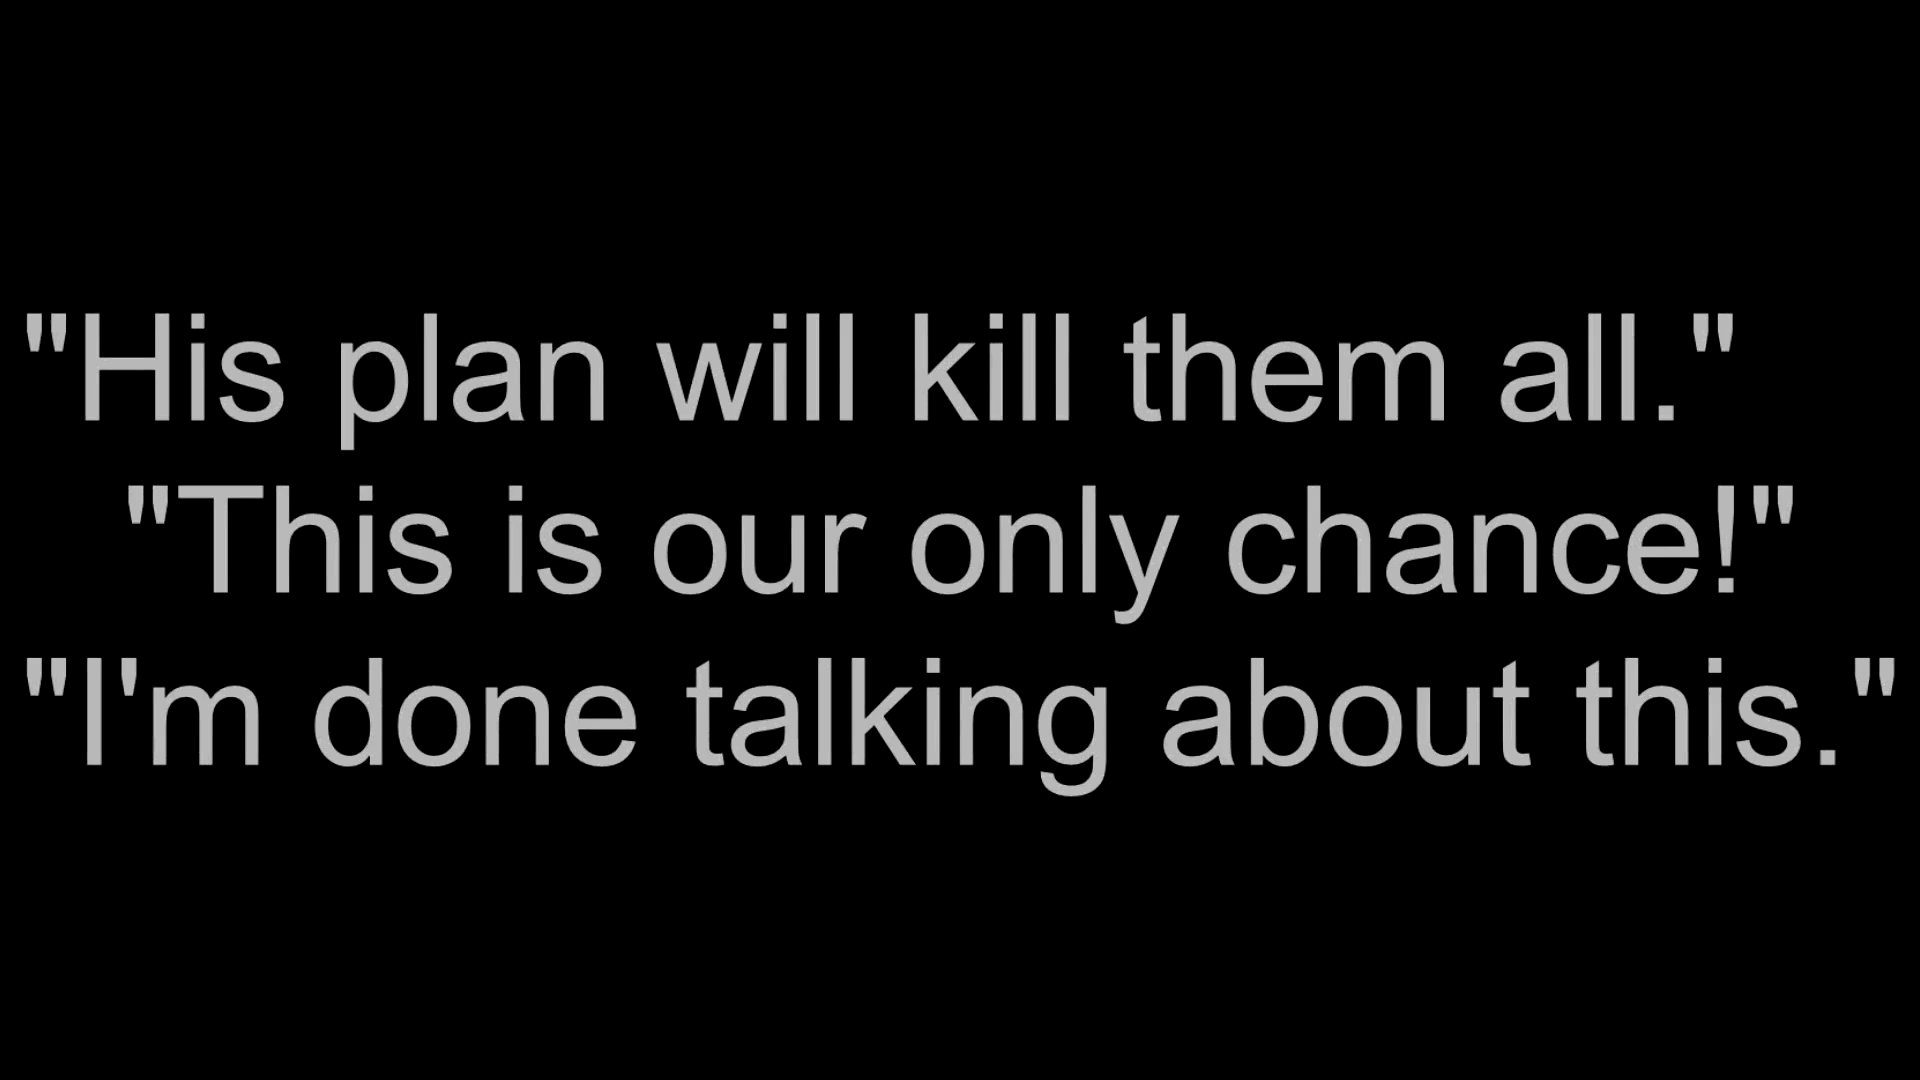 "His plan will kill them all."
"This is our only chance!"
"I'm done talking about this."